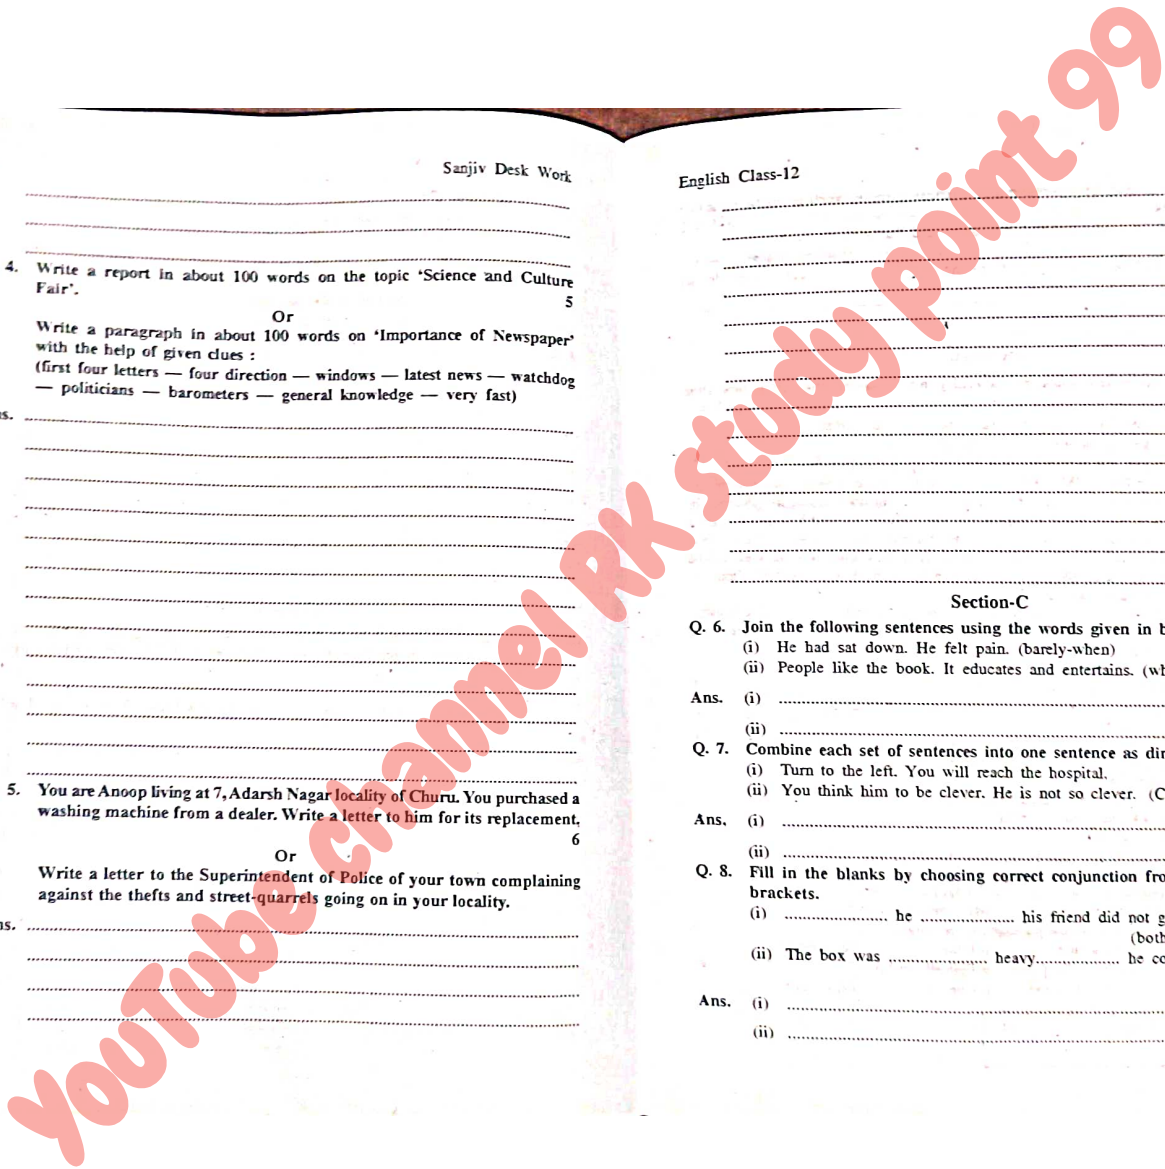 Sanjiv Desk Work
4. Write a report in about 100 words on the topic ‘Science and Culture
Fair’.
5
Or
Write a paragraph in about 100 words on ‘Importance of Newspaper’
with the help of given clues :
(first four letters — four direction — windows — latest news — watchdog
— politicians — barometers — general knowledge — very fast)
5. You are Anoop living at 7, Adarsh Nagar locality of Churu. You purchased a
washing machine from a dealer. Write a letter to him for its replacement.
6
Or
Write a letter to the Superintendent of Police of your town complaining
against the thefts and street-quarrels going on in your locality.
English Class-12
Section-C
Q. 6. Join the following sentences using the words given in
(i) He had sat down. He felt pain. (barely-when)
(ii) People like the book. It educates and entertains.
Ans. (i)
(ii)
Q. 7. Combine each set of sentences into one sentence as
(i) Turn to the left. You will reach the hospital.
(ii) You think him to be clever. He is not so clever.
Ans. (i)
(ii)
Q. 8. Fill in the blanks by choosing correct conjunction
brackets.
(i) .................... he .................... his friend did not
(both
(ii) The box was .................... heavy.................... he
Ans. (i)
(ii)
YouTube channel RK study point 99